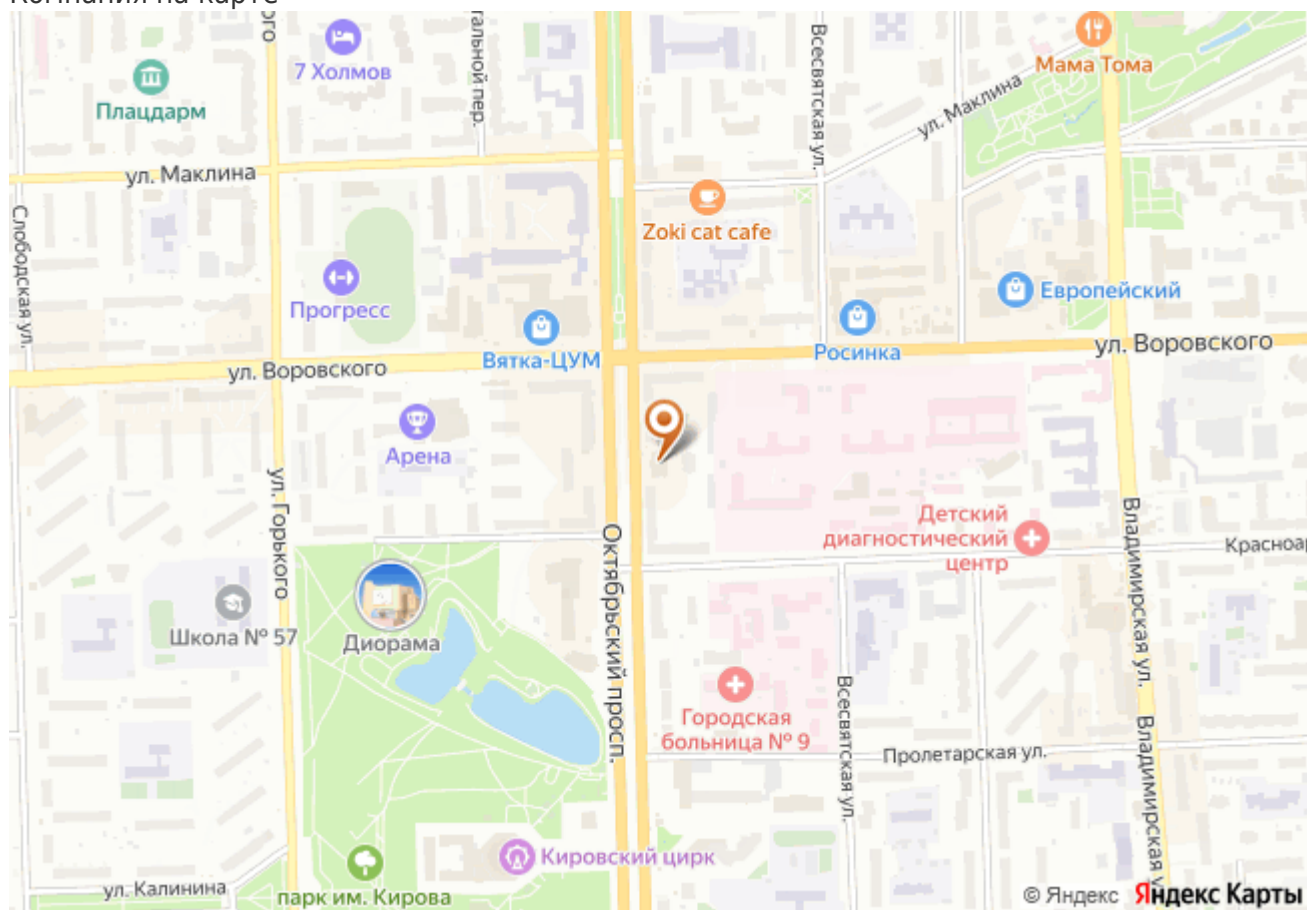 Компания на карте
7 Холмов
Плацдарм
Мама Тома
Всесвятская ул.
ул. Маклина
ул. Маклина
Слободская ул.
Zoki cat cafe
Прогресс
Европейский
Вятка-ЦУМ
Росинка
ул. Воровского
ул. Воровского
Арена
ул. Горького
Октябрьский просп.
Детский
диагностический
центр
Владимирская ул.
Школа № 57
Диорама
Городская
больница № 9
Всесвятская ул.
Пролетарская ул.
Кировский цирк
ул. Калинина
парк им. Кирова
© Яндекс Яндекс Карты